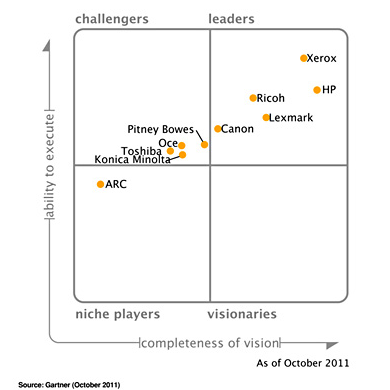 challengers
leaders
Xerox
HP
Ricoh
Lexmark
Pitney Bowes
Canon
Oce
Toshiba
Konica Minolta
ARC
ability to execute
niche players
visionaries
completeness of vision
As of October 2011
Source: Gartner (October 2011)